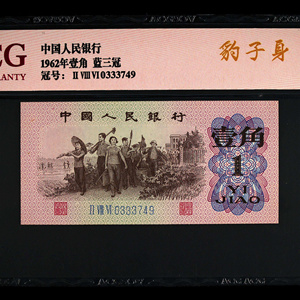 CG
RANTY
中国人民银行
1962年壹角 蓝三冠
冠号： II VIII VI 0333749
豹子身
中国人民银行
壹角
1
YI
JIAO
II VIII VI 0333749